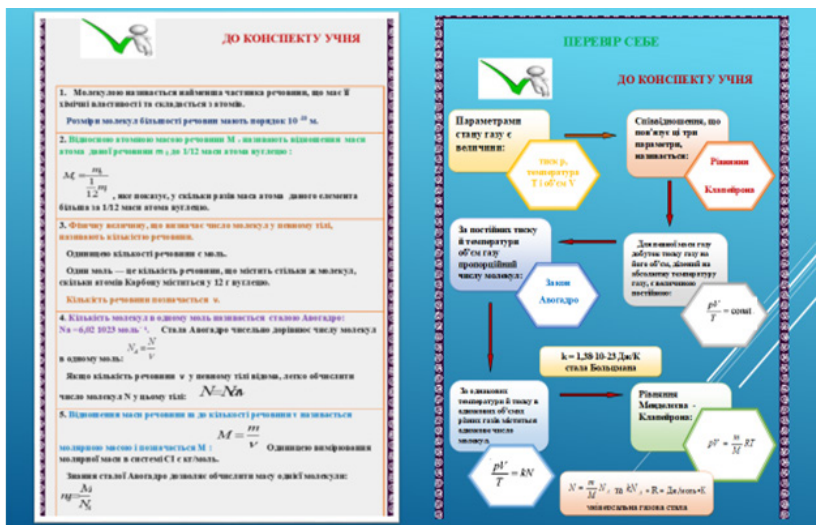 ДО КОНСПЕКТУ УЧНЯ
1. Молекулою називається найменша частинка речовини, що має її
хімічні властивості та складається з атомів.
Розміри молекул більшості речовин мають порядок 10 -10 м.
2. Відносною атомною масою речовини M r називають відношення маси
атома даної речовини m 0 до 1/12 маси атома вуглецю :
, яке показує, у скільки разів маса атома даного елемента
більша за 1/12 маси атома вуглецю.
3. Фізичну величину, що визначає число молекул у певному тілі,
називають кількістю речовини.
Одиницею кількості речовини є моль.
Один моль — це кількість речовини, що містить стільки ж молекул,
скільки атомів Карбону міститься у 12 г вуглецю.
Кількість речовини позначається ν.
4. Кількість молекул в одному моль називається сталою Авогадро:
Na = 6,02 1023 моль⁻¹. Стала Авогадро чисельно дорівнює числу молекул
в одному моль:
Якщо кількість речовини ν у певному тілі відома, легко обчислити
число молекул N у цьому тілі:
5. Відношення маси речовини m до кількості речовини ν називається
молярною масою і позначається M : M = m/ν Одиницею вимірювання
молярної маси в системі СІ є кг/моль.
Знання сталої Авогадро дозволяє обчислити масу однієї молекули:
ПЕРЕВІР СЕБЕ
ДО КОНСПЕКТУ УЧНЯ
Параметрами
стану газу є
величини:
тиск p,
температура
T і об'єм V
Співвідношення, що
пов'язує ці три
параметри,
називається:
Рівняння
Клапейрона
Для певної маси газу
добуток тиску газу на
його об'єм, ділений на
абсолютну температуру
газу, є величиною
постійною:
pV/T = const
За постійних тиску
й температури
об'єм газу
пропорційний
числу молекул:
Закон
Авогадро
k = 1,38·10-23 Дж/К
стала Больцмана
За однакових
температури й тиску в
однакових об'ємах
різних газів міститься
однакове число
молекул.
pV/T = kN
Рівняння
Менделєєва -
Клапейрона:
pV = m/M RT
універсальна газова стала